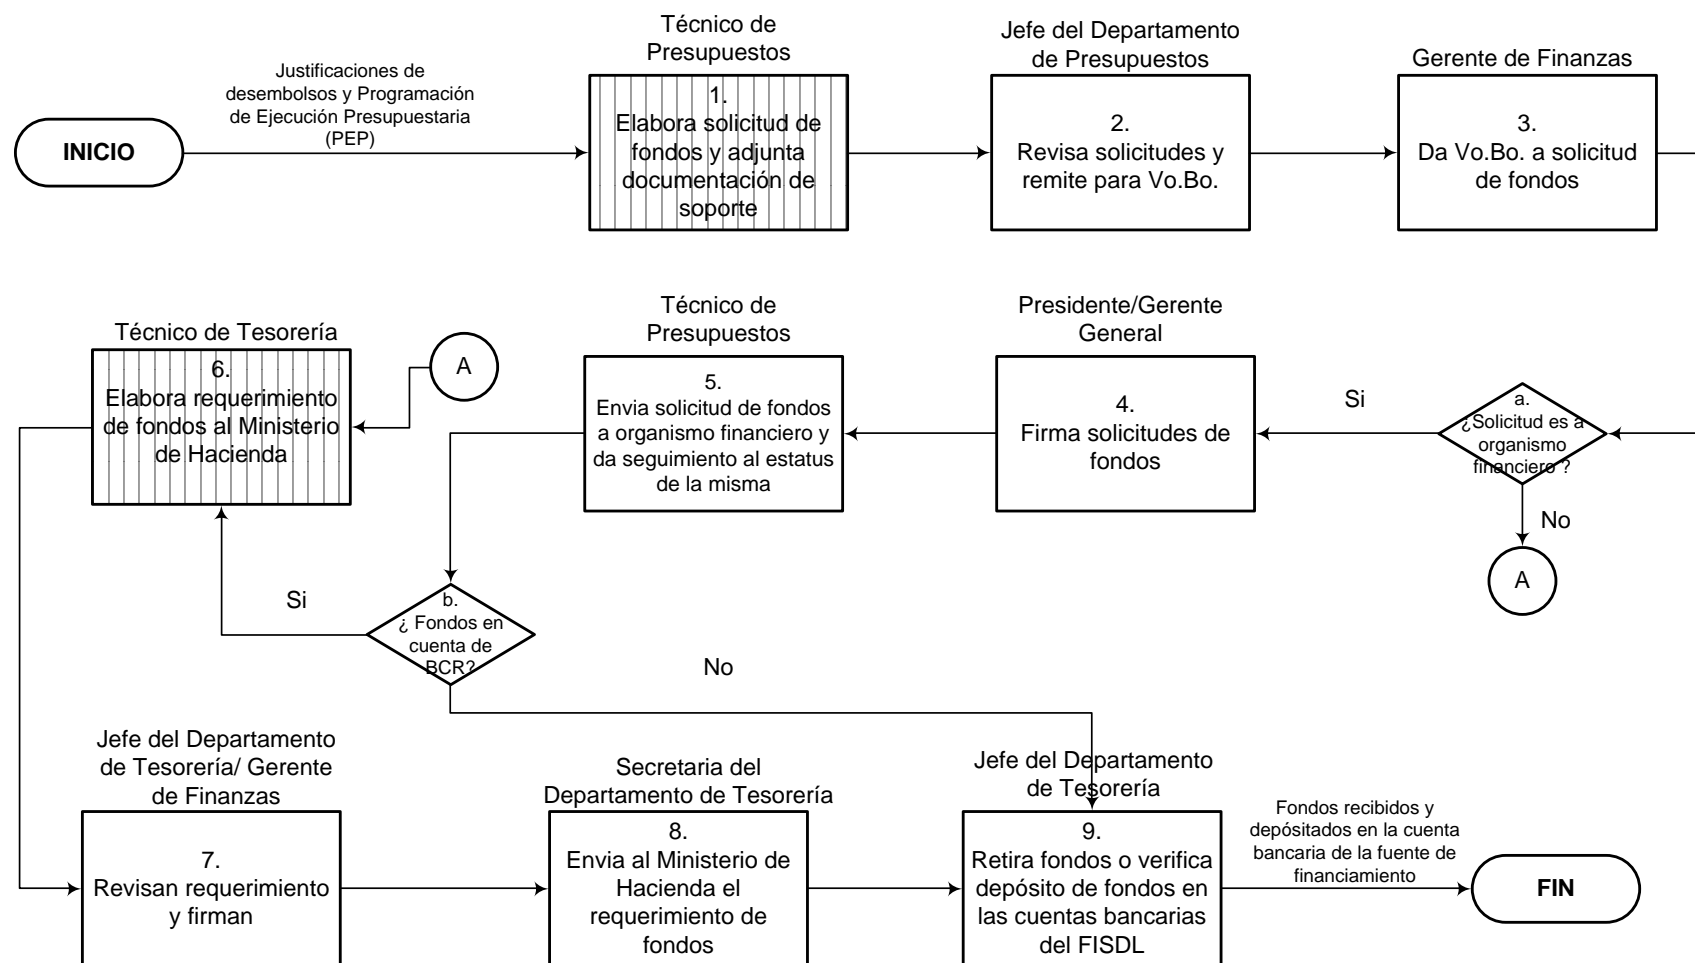 Técnico de
Presupuestos
Jefe del Departamento
de Presupuestos
Gerente de Finanzas
Justificaciones de
desembolsos y Programación
de Ejecución Presupuestaria
(PEP)
INICIO
1.
Elabora solicitud de
fondos y adjunta
documentación de
soporte
2.
Revisa solicitudes y
remite para Vo.Bo.
3.
Da Vo.Bo. a solicitud
de fondos
Técnico de Tesorería
A
Técnico de
Presupuestos
Presidente/Gerente
General
6.
Elabora requerimiento
de fondos al Ministerio
de Hacienda
5.
Envia solicitud de fondos
a organismo financiero y
da seguimiento al estatus
de la misma
4.
Firma solicitudes de
fondos
Si
a.
¿Solicitud es a
organismo
financiero ?
No
A
Si
b.
¿ Fondos en
cuenta de
BCR?
No
Jefe del Departamento
de Tesorería/ Gerente
de Finanzas
Secretaria del
Departamento de Tesorería
Jefe del Departamento
de Tesorería
7.
Revisan requerimiento
y firman
8.
Envia al Ministerio de
Hacienda el
requerimiento de
fondos
9.
Retira fondos o verifica
depósito de fondos en
las cuentas bancarias
del FISDL
Fondos recibidos y
depósitados en la cuenta
bancaria de la fuente de
financiamiento
FIN